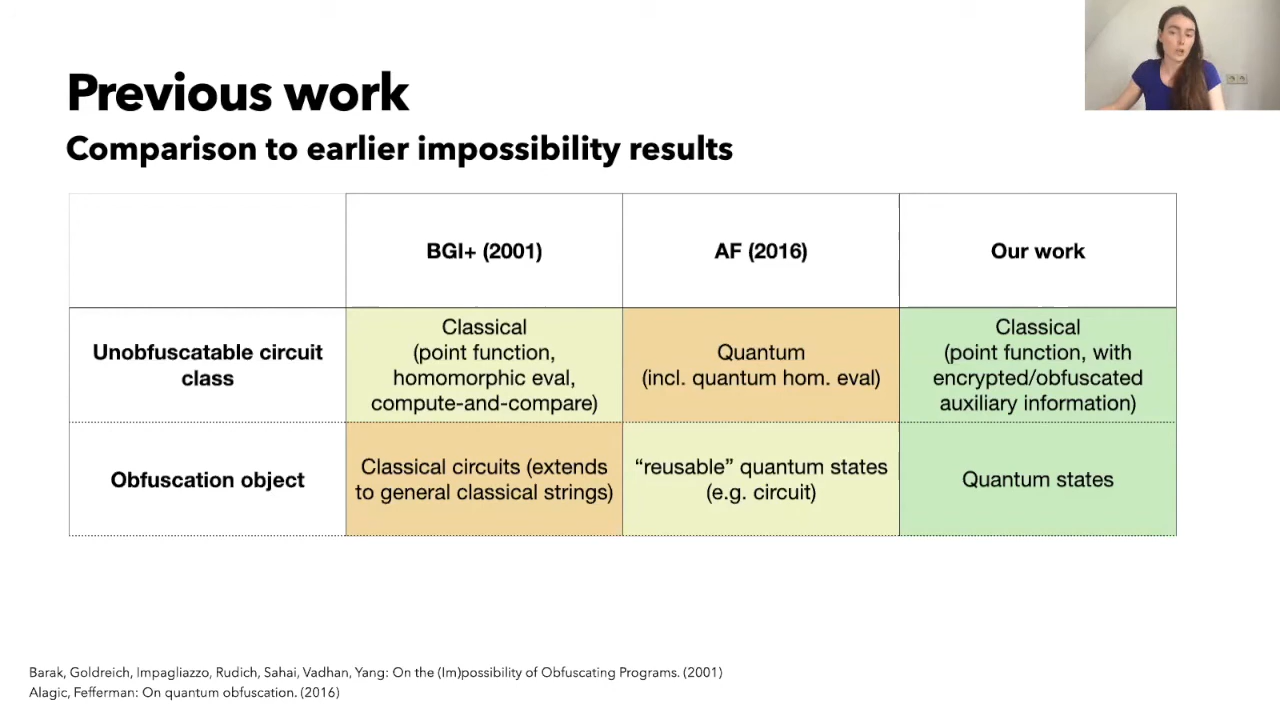 Previous work
Comparison to earlier impossibility results
BGI+ (2001)
AF (2016)
Our work
Unobfuscatable circuit
class
Classical
(point function,
homomorphic eval,
compute-and-compare)
Quantum
(incl. quantum hom. eval)
Classical
(point function, with
encrypted/obfuscated
auxiliary information)
Obfuscation object
Classical circuits (extends
to general classical strings)
“reusable” quantum states
(e.g. circuit)
Quantum states
Barak, Goldreich, Impagliazzo, Rudich, Sahai, Vadhan, Yang: On the (Im)possibility of Obfuscating Programs. (2001)
Alagic, Fefferman: On quantum obfuscation. (2016)